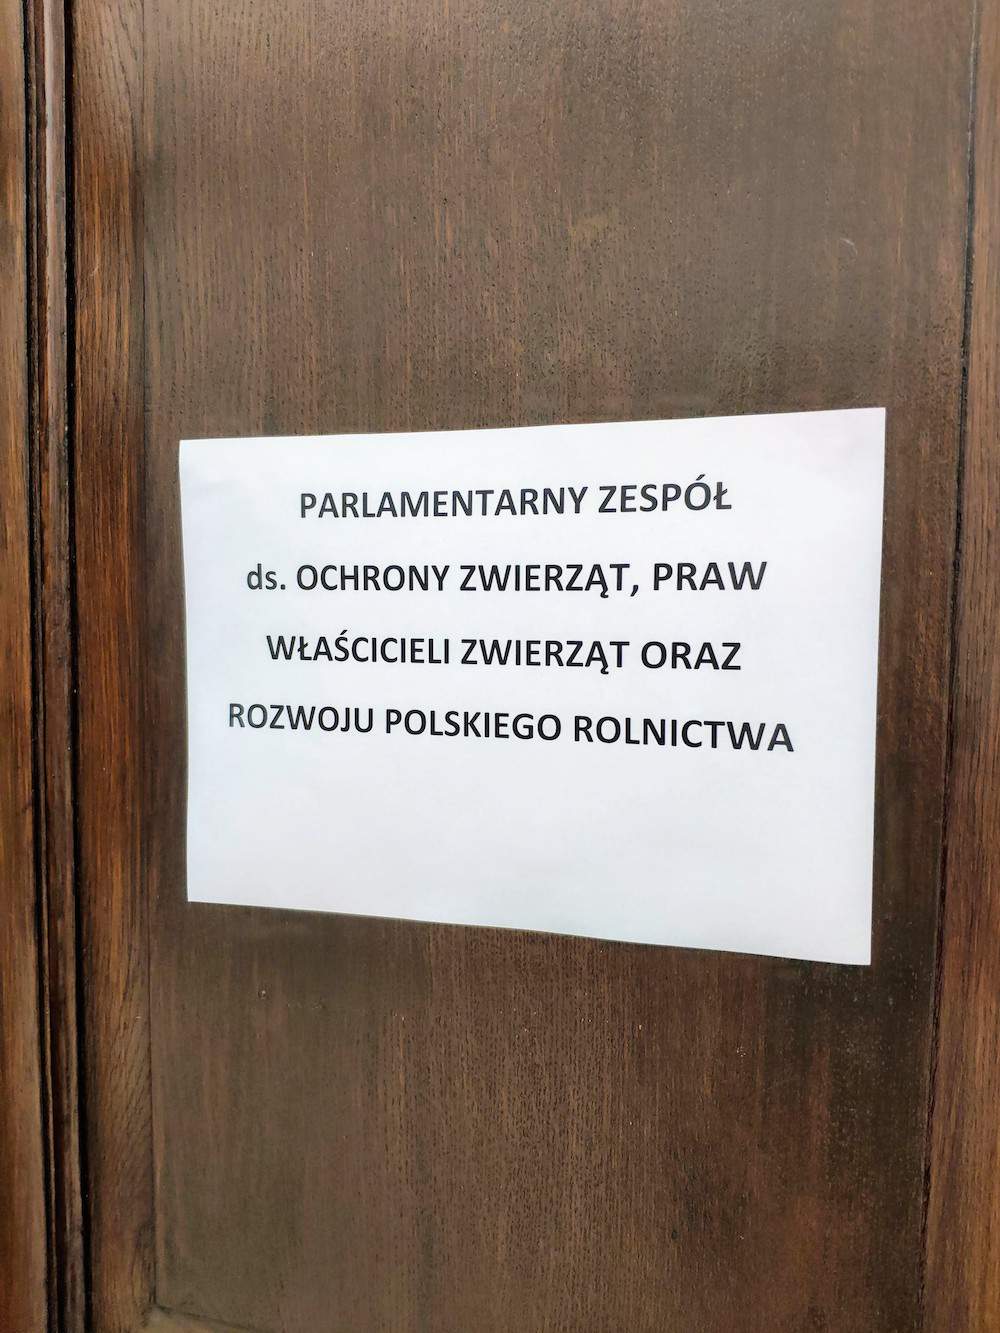 PARLAMENTARNY ZESPÓŁ
ds. OCHRONY ZWIERZĄT, PRAW
WŁAŚCICIELI ZWIERZĄT ORAZ
ROZWOJU POLSKIEGO ROLNICTWA